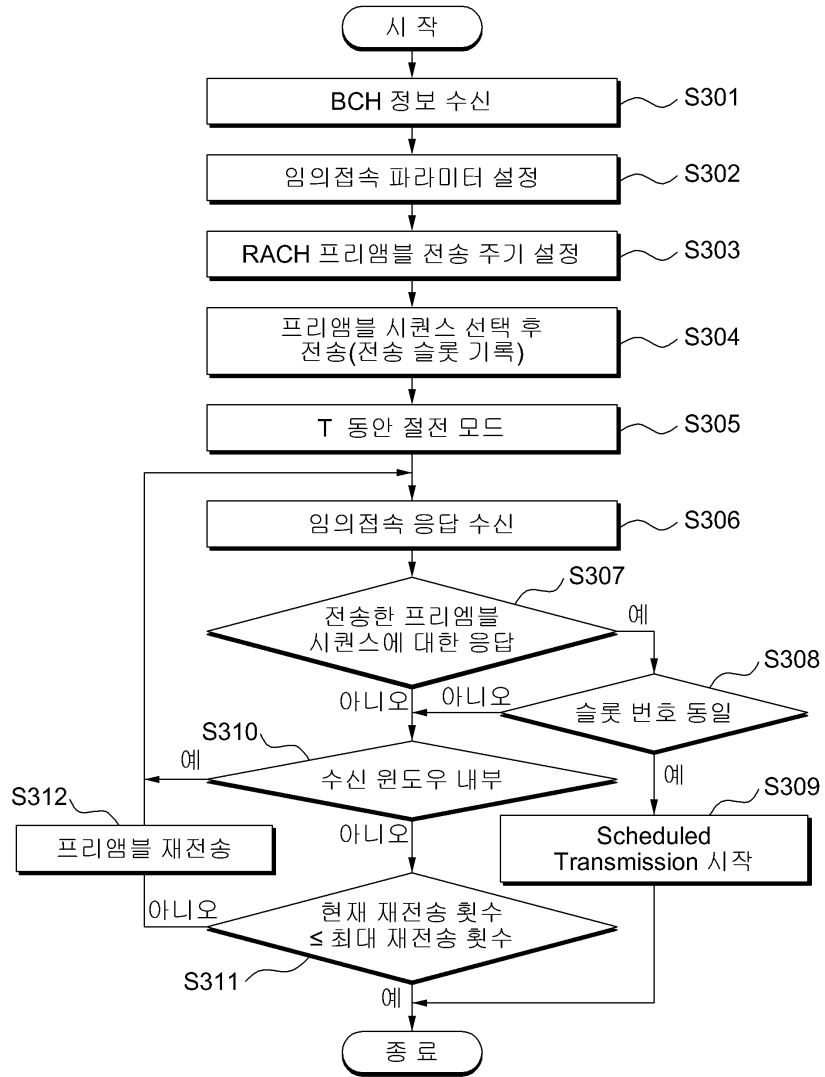 시 작
BCH 정보 수신
S301
임의접속 파라미터 설정
S302
RACH 프리앰블 전송 주기 설정
S303
프리앰블 시퀀스 선택 후
전송(전송 슬롯 기록)
S304
T 동안 절전 모드
S305
임의접속 응답 수신
S306
S307
전송한 프리엠블
시퀀스에 대한 응답
예
S308
아니오
아니오
슬롯 번호 동일
S310
예
수신 윈도우 내부
예
S309
S312
프리앰블 재전송
아니오
Scheduled
Transmission 시작
아니오
현재 재전송 횟수
≤ 최대 재전송 횟수
S311
예
종 료